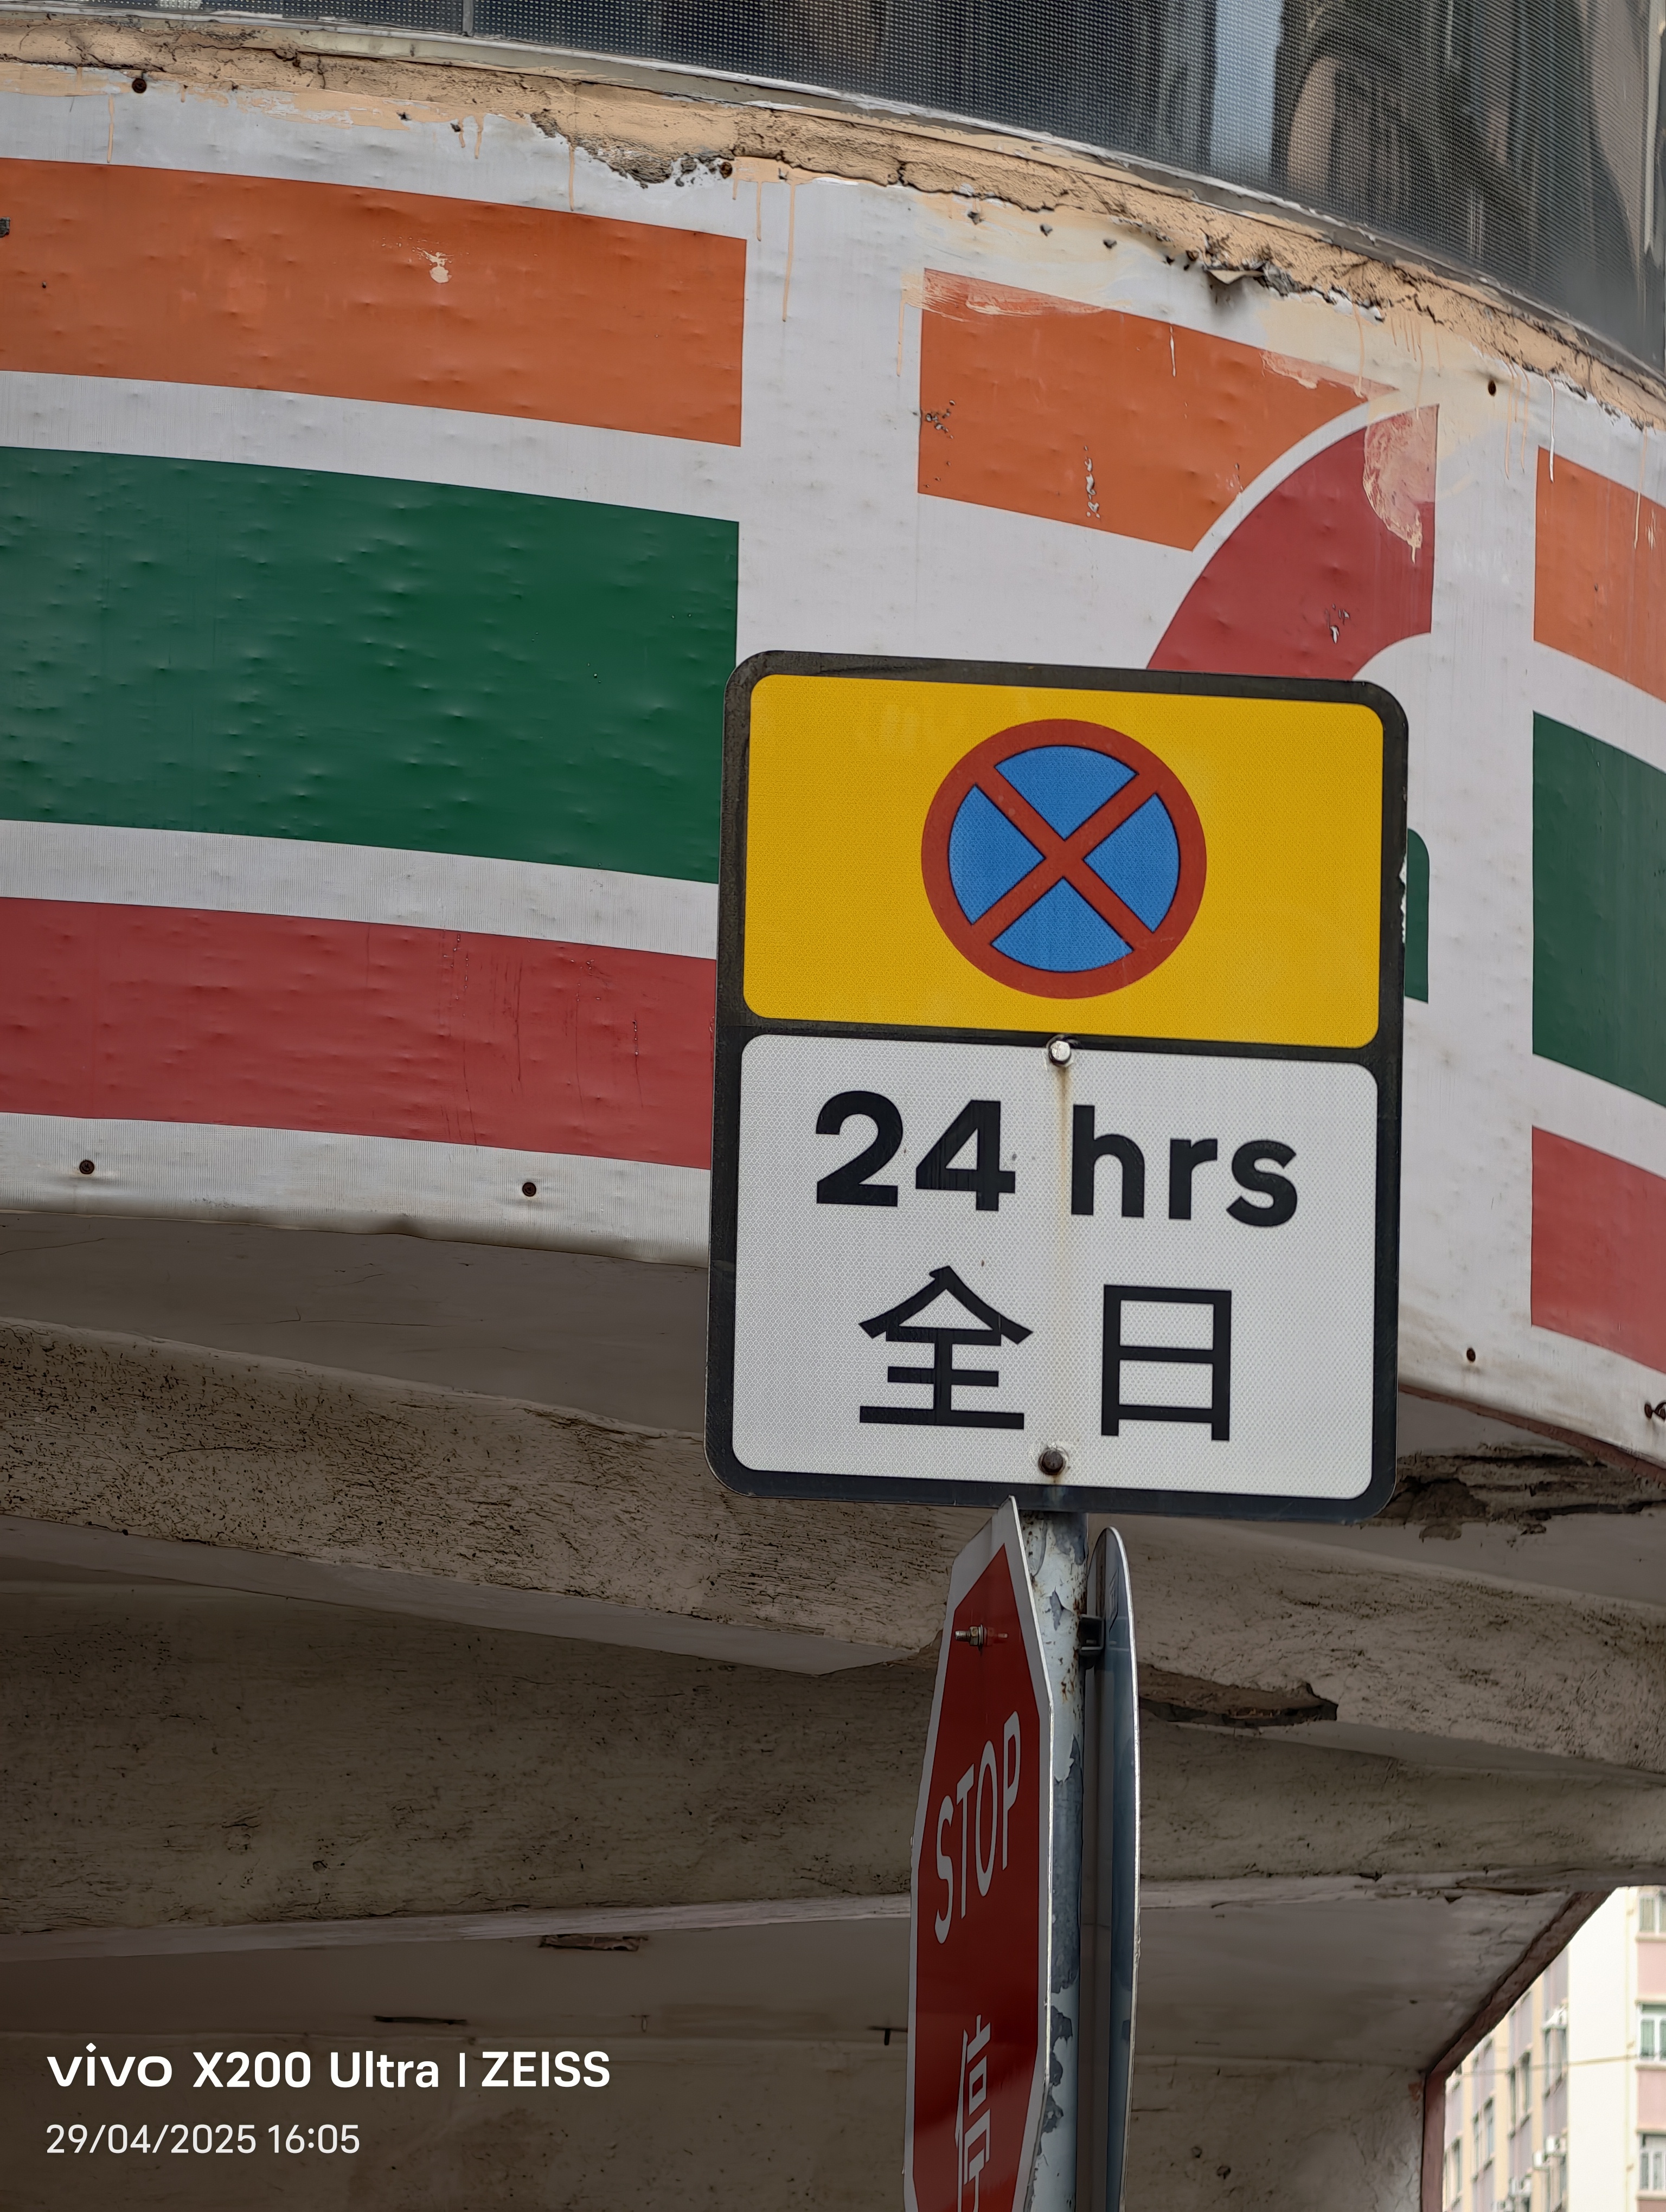 24 hrs
全日
STOP
停
vivo X200 Ultra | ZEISS
29/04/2025 16:05